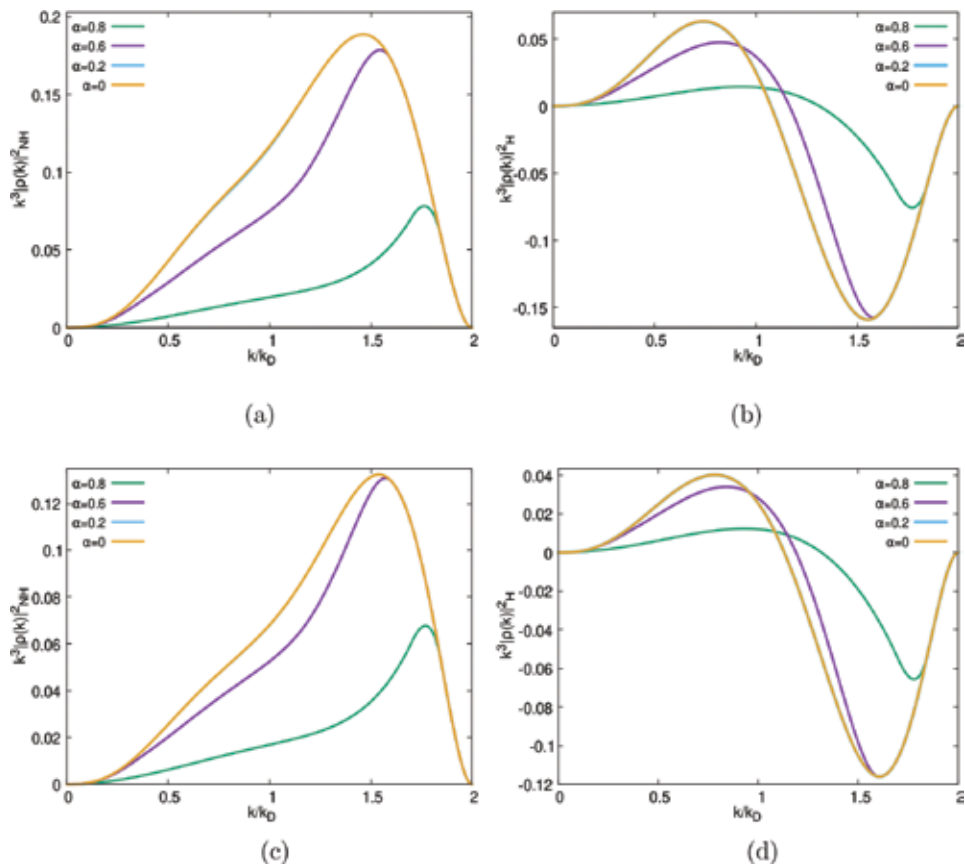 α=0.8
α=0.6
α=0.2
α=0
0.2
0.15
0.1
0.05
0
k³|ρ(k)|²NH
0 0.5 1 1.5 2
k/kD
(a)
α=0.8
α=0.6
α=0.2
α=0
0.05
0
-0.05
-0.1
-0.15
k³|ρ(k)|²H
0 0.5 1 1.5 2
k/kD
(b)
α=0.8
α=0.6
α=0.2
α=0
0.12
0.1
0.08
0.06
0.04
0.02
0
k³|ρ(k)|²NH
0 0.5 1 1.5 2
k/kD
(c)
α=0.8
α=0.6
α=0.2
α=0
0.04
0.02
0
-0.02
-0.04
-0.06
-0.08
-0.1
-0.12
k³|ρ(k)|²H
0 0.5 1 1.5 2
k/kD
(d)